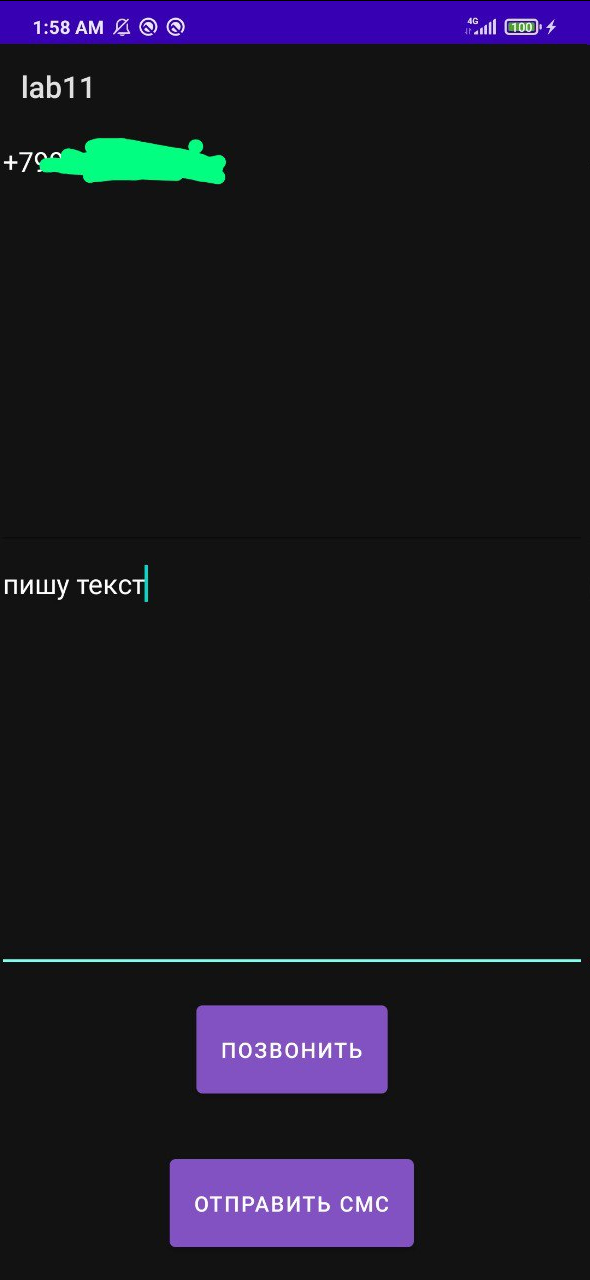 1:58 AM
4G
100
lab11
+79
пишу текст
ПОЗВОНИТЬ
ОТПРАВИТЬ СМС